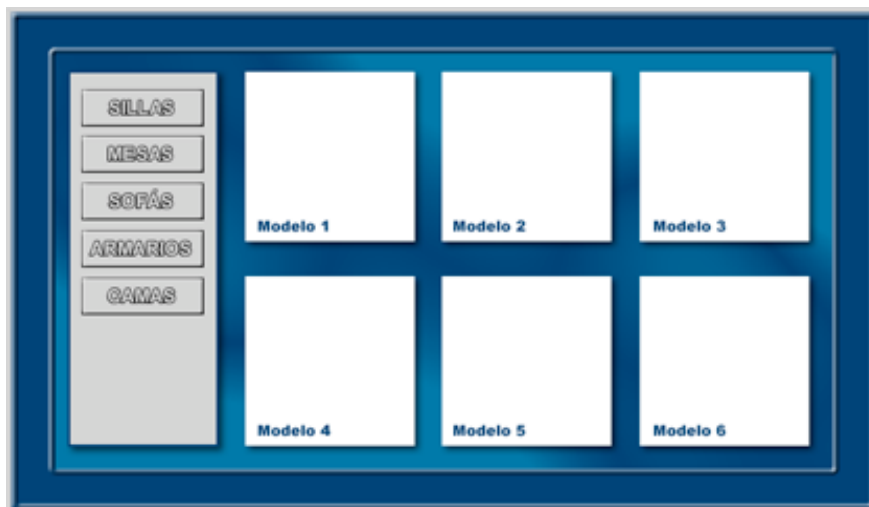 SILLAS
MESAS
SOFÁS
ARMARIOS
CAMAS
Modelo 1
Modelo 2
Modelo 3
Modelo 4
Modelo 5
Modelo 6